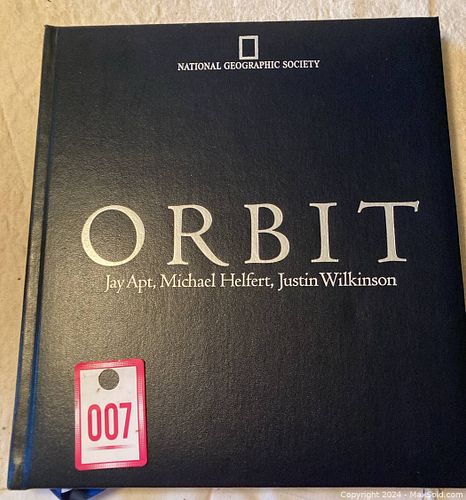 NATIONAL GEOGRAPHIC SOCIETY
ORBIT
Jay Apt, Michael Helfert, Justin Wilkinson
007
Copyright 2024 - MaxSold.com